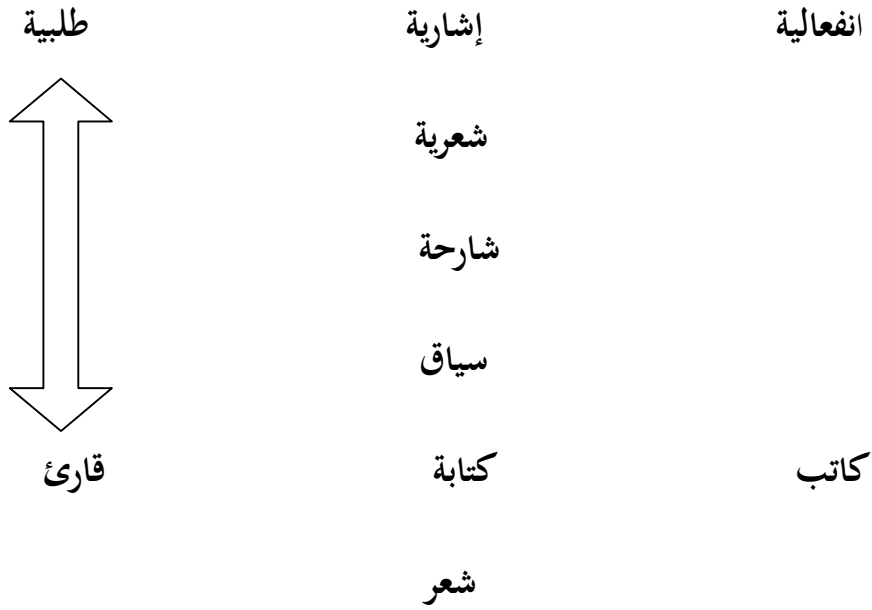 انفعالية إشارية طلبية
شعرية
شارحة
سياق
كاتب كتابة قارئ
شعر